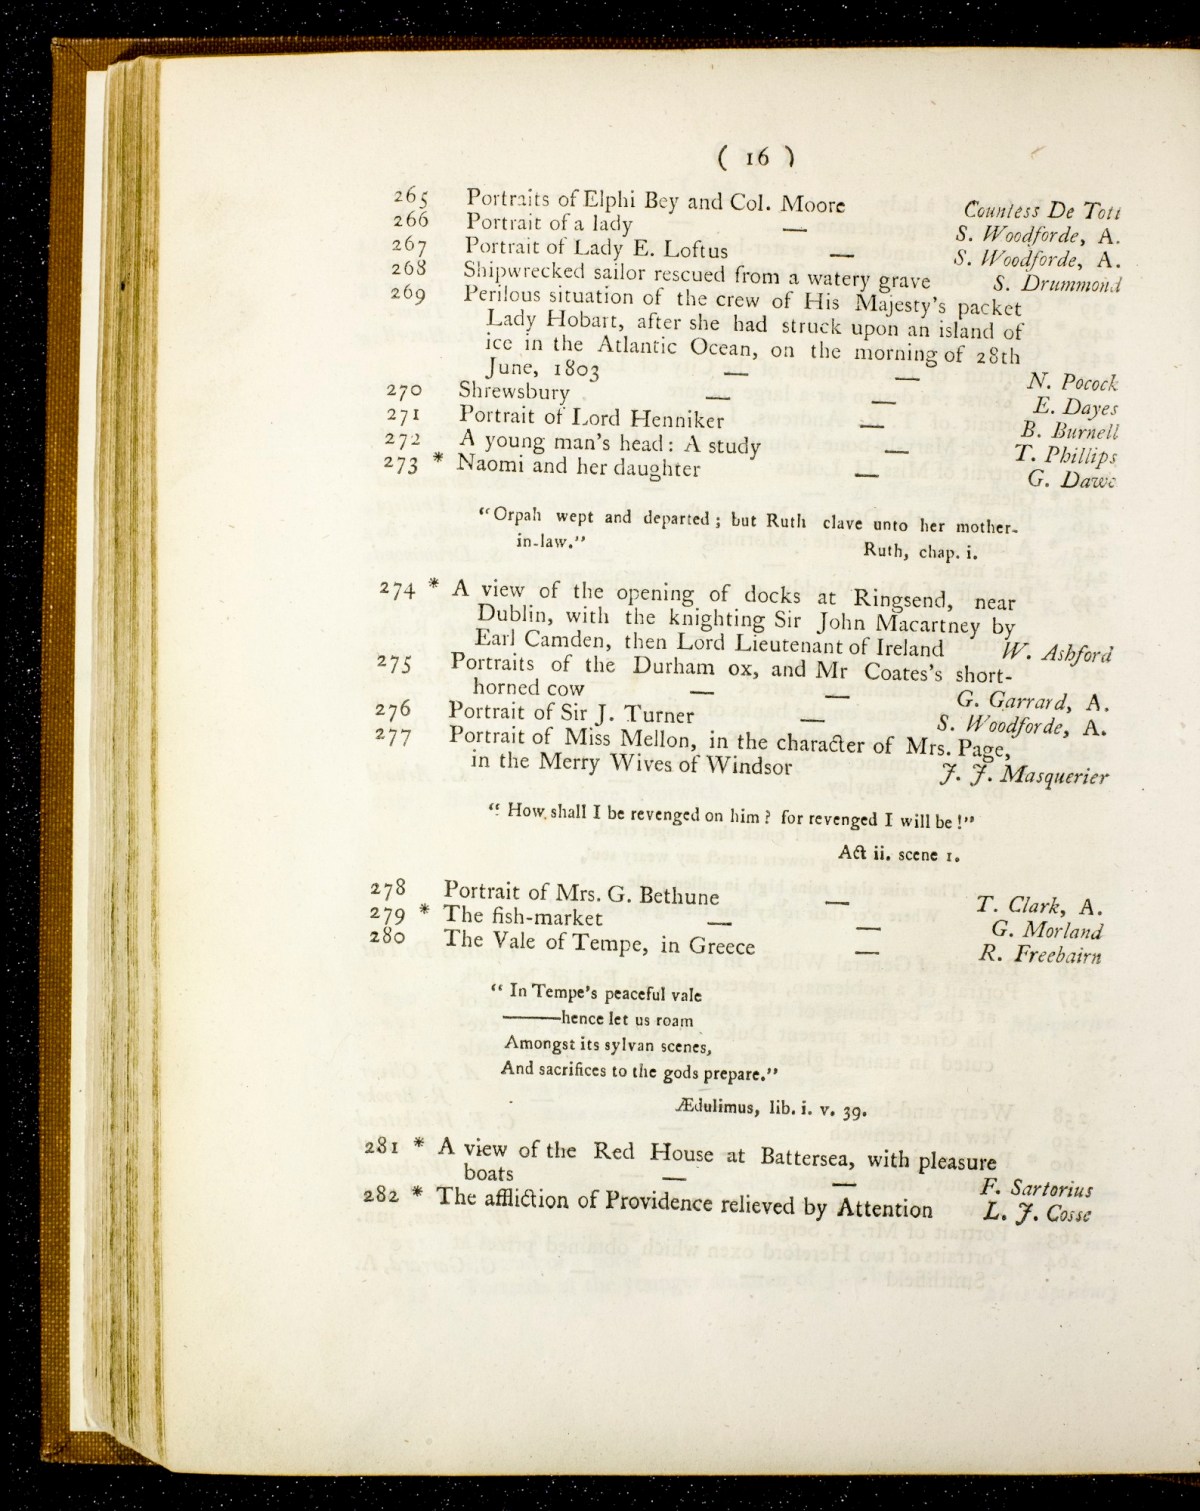 ( 16 )
265 Portraits of Elphi Bey and Col. Moore Countess De Tott
266 Portrait of a lady — S. Woodforde, A.
267 Portrait of Lady E. Loftus — S. Woodforde, A.
268 Shipwrecked sailor rescued from a watery grave S. Drummond
269 Perilous situation of the crew of His Majesty's packet
Lady Hobart, after she had struck upon an island of
ice in the Atlantic Ocean, on the morning of 28th
June, 1803 — — N. Pocock
270 Shrewsbury — — E. Dayes
271 Portrait of Lord Henniker — B. Burnell
272 A young man's head: A study — T. Phillips
273 * Naomi and her daughter — G. Dawe
"Orpah wept and departed; but Ruth clave unto her mother-
in-law." Ruth, chap. i.
274 * A view of the opening of docks at Ringsend, near
Dublin, with the knighting Sir John Macartney by
Earl Camden, then Lord Lieutenant of Ireland W. Ashford
275 Portraits of the Durham ox, and Mr Coates's short-
horned cow — — G. Garrard, A.
276 Portrait of Sir J. Turner — S. Woodforde, A.
277 Portrait of Miss Mellon, in the character of Mrs. Page,
in the Merry Wives of Windsor J. J. Masquerier
"How shall I be revenged on him? for revenged I will be!"
Act ii. scene 1.
278 Portrait of Mrs. G. Bethune — T. Clark, A.
279 * The fish-market — — G. Morland
280 The Vale of Tempe, in Greece — R. Freebairn
"In Tempe's peaceful vale
———hence let us roam
Amongst its sylvan scenes,
And sacrifices to the gods prepare."
Ædulimus, lib. i. v. 39.
281 * A view of the Red House at Battersea, with pleasure
boats — — F. Sartorius
282 * The affliction of Providence relieved by Attention L. J. Cosse